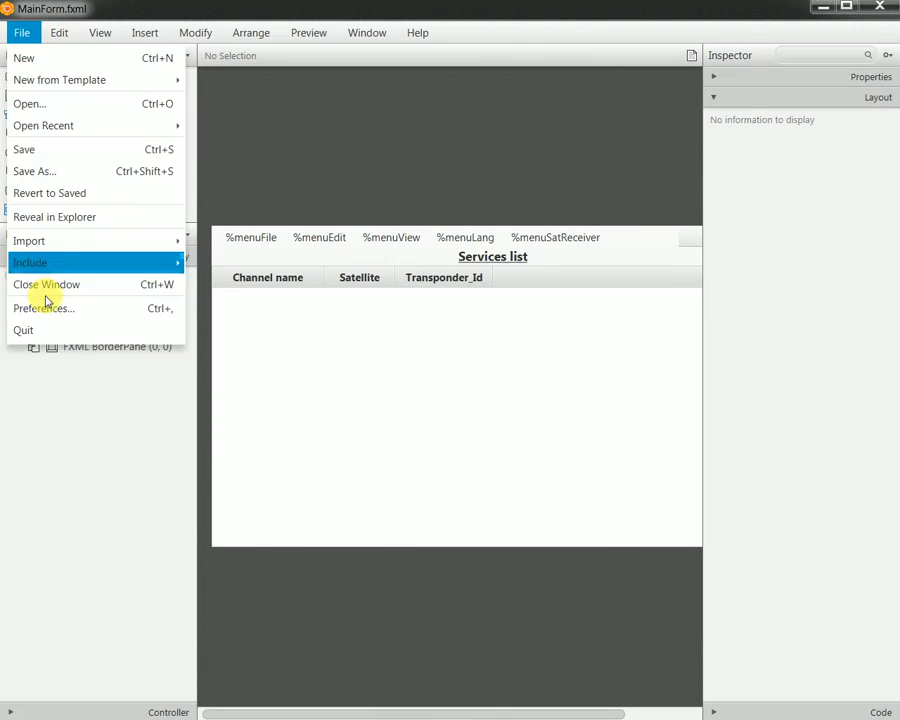 MainForm.fxml
File Edit View Insert Modify Arrange Preview Window Help
New Ctrl+N
New from Template
Open... Ctrl+O
Open Recent
Save Ctrl+S
Save As... Ctrl+Shift+S
Revert to Saved
Reveal in Explorer
Import
Include
Close Window Ctrl+W
Preferences... Ctrl+,
Quit
FXML BorderPane (0, 0)
Controller
No Selection
%menuFile %menuEdit %menuView %menuLang %menuSatReceiver
Services list
Channel name Satellite Transponder_Id
Inspector
Properties
Layout
No information to display
Code